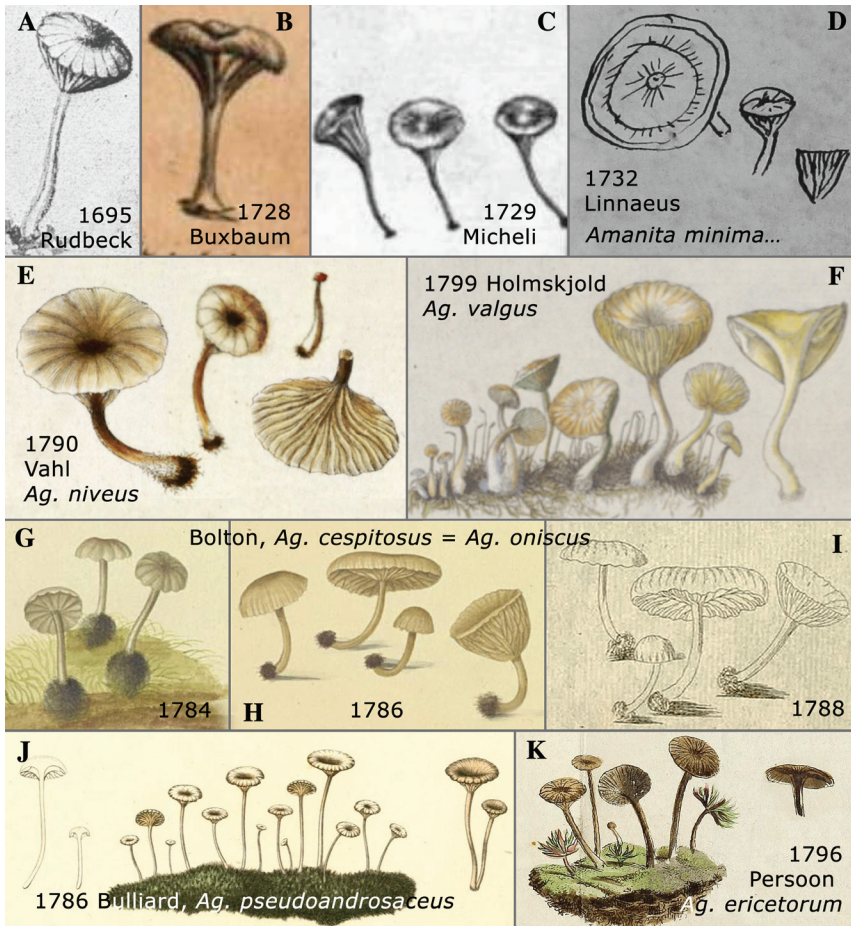 A
1695
Rudbeck
B
1728
Buxbaum
C
1729
Micheli
D
1732
Linnaeus
Amanita minima...
E
1790
Vahl
Ag. niveus
1799 Holmskjold
Ag. valgus
F
G
Bolton, Ag. cespitosus = Ag. oniscus
I
1784
H
1786
1788
J
1786 Bulliard, Ag. pseudoandrosaceus
K
1796
Persoon
Ag. ericetorum